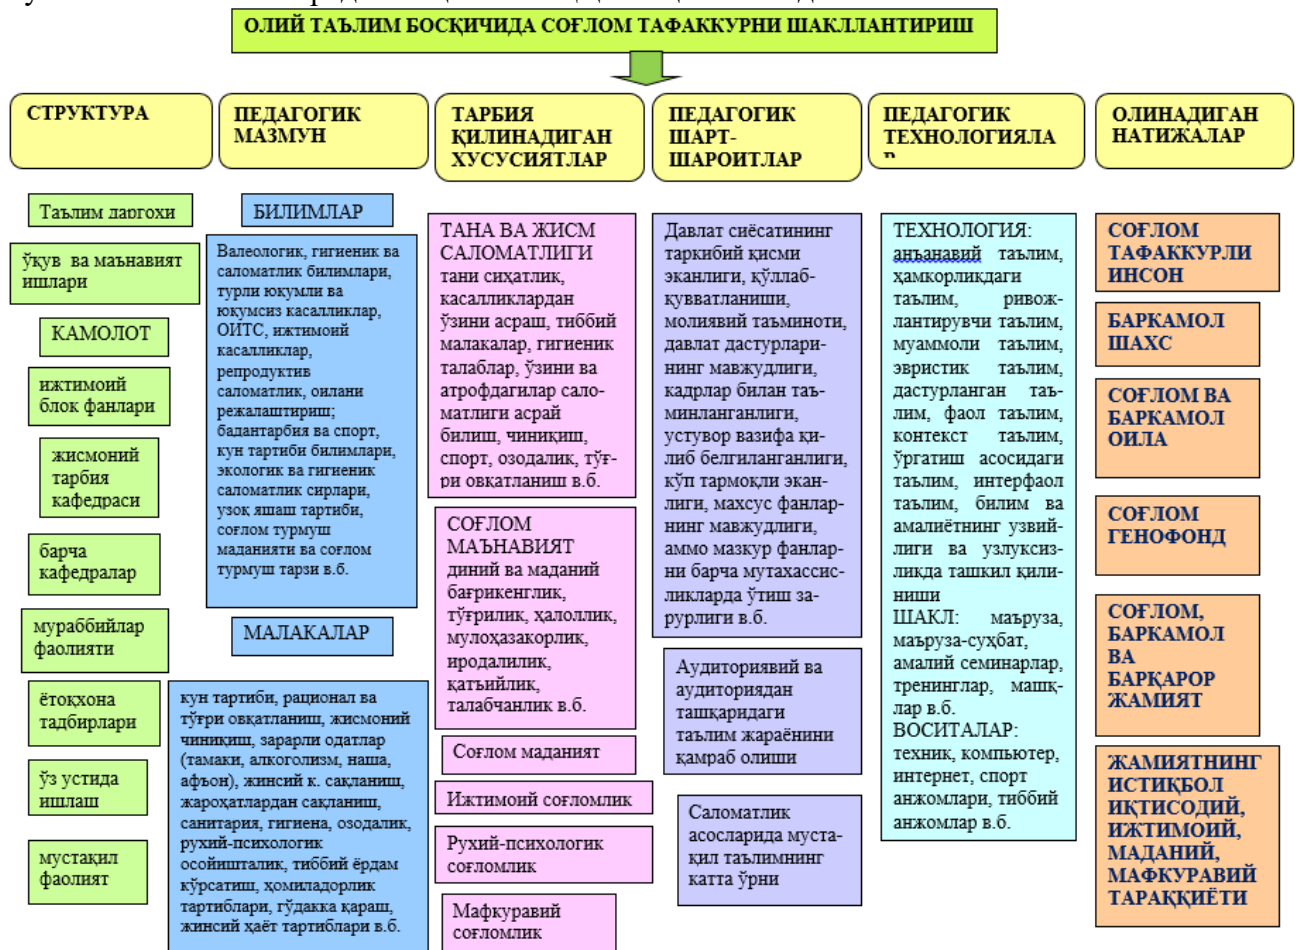 ОЛИЙ ТАЪЛИМ БОСҚИЧИДА СОҒЛОМ ТАФАККУРНИ ШАКЛЛАНТИРИШ
СТРУКТУРА
Таълим даргоҳи
ўқув ва маънавият
ишлари
КАМОЛОТ
ижтимоий
блок фанлари
жисмоний
тарбия
кафедраси
барча
кафедралар
мураббийлар
фаолияти
ётоқхона
тадбирлари
ўз устида
ишлаш
мустақил
фаолият
ПЕДАГОГИК
МАЗМУН
БИЛИМЛАР
Валеологик, гигиеник ва
саломатлик билимлари,
турли юқумли ва
юқумсиз касалликлар,
ОИТС, ижтимоий
касалликлар,
репродуктив
саломатлик, оилани
режалаштириш;
бадантарбия ва спорт,
кун тартиби билимлари,
экологик ва гигиеник
саломатлик сирлари,
узоқ яшаш тартиби,
соғлом турмуш
маданияти ва соғлом
турмуш тарзи в.б.
МАЛАКАЛАР
кун тартиби, рационал ва
тўғри овқатланиш, жисмоний
чиниқиш, зарарли одатлар
(тамаки, алкоголизм, наша,
афъон), жинсий к. сақланиш,
жароҳатлардан сақланиш,
санитария, гигиена, озодалик,
рухий-психологик
осойишталик, тиббий ёрдам
кўрсатиш, ҳомиладорлик
тартиблари, гўдакка қараш,
жинсий ҳаёт тартиблари в.б.
ТАРБИЯ
ҚИЛИНАДИГАН
ХУСУСИЯТЛАР
ТАНА ВА ЖИСМ
САЛОМАТЛИГИ
тани сиҳатлик,
касалликлардан
ўзини асраш, тиббий
малакалар, гигиеник
талаблар, ўзини ва
атрофдагилар сало-
матлиги асрай
билиш, чиниқиш,
спорт, озодалик, тўғ-
ри овқатланиш в.б.
СОҒЛОМ
МАЪНАВИЯТ
диний ва маданий
бағрикенглик,
тўғрилик, ҳалоллик,
мулоҳазакорлик,
иродалилик,
қатъийлик,
талабчанлик в.б.
Соғлом маданият
Ижтимоий соғломлик
Рухий-психологик
соғломлик
Мафкуравий
соғломлик
ПЕДАГОГИК
ШАРТ-
ШАРОИТЛАР
Давлат сиёсатининг
таркибий қисми
эканлиги, қўллаб-
қувватланиши,
молиявий таъминоти,
давлат дастурлари-
нинг мавжудлиги,
кадрлар билан таъ-
минланганлиги,
устувор вазифа қи-
либ белгиланганлиги,
кўп тармоқли экан-
лиги, махсус фанлар-
нинг мавжудлиги,
аммо мазкур фанлар-
ни барча мутахассис-
ликларда ўтиш за-
рурлиги в.б.
Аудиториявий ва
аудиториядан
ташқаридаги
таълим жараёнини
қамраб олиши
Саломатлик
асосларида муста-
қил таълимнинг
катта ўрни
ПЕДАГОГИК
ТЕХНОЛОГИЯЛА
Р
ТЕХНОЛОГИЯ:
анъанавий таълим,
ҳамкорликдаги
таълим, ривож-
лантирувчи таълим,
муаммоли таълим,
эвристик таълим,
дастурланган таъ-
лим, фаол таълим,
контекст таълим,
ўргатиш асосидаги
таълим, интерфаол
таълим, билим ва
амалиётнинг узвий-
лиги ва узлуксиз-
ликда ташкил қили-
ниши
ШАКЛ: маъруза,
маъруза-суҳбат,
амалий семинарлар,
тренинглар, машқ-
лар в.б.
ВОСИТАЛАР:
техник, компьютер,
интернет, спорт
анжомлари, тиббий
анжомлар в.б.
ОЛИНАДИГАН
НАТИЖАЛАР
СОҒЛОМ
ТАФАККУРЛИ
ИНСОН
БАРКАМОЛ
ШАХС
СОҒЛОМ ВА
БАРКАМОЛ
ОИЛА
СОҒЛОМ
ГЕНОФОНД
СОҒЛОМ,
БАРКАМОЛ
ВА
БАРҚАРОР
ЖАМИЯТ
ЖАМИЯТНИНГ
ИСТИҚБОЛ
ИҚТИСОДИЙ,
ИЖТИМОИЙ,
МАДАНИЙ,
МАФКУРАВИЙ
ТАРАҚҚИЁТИ